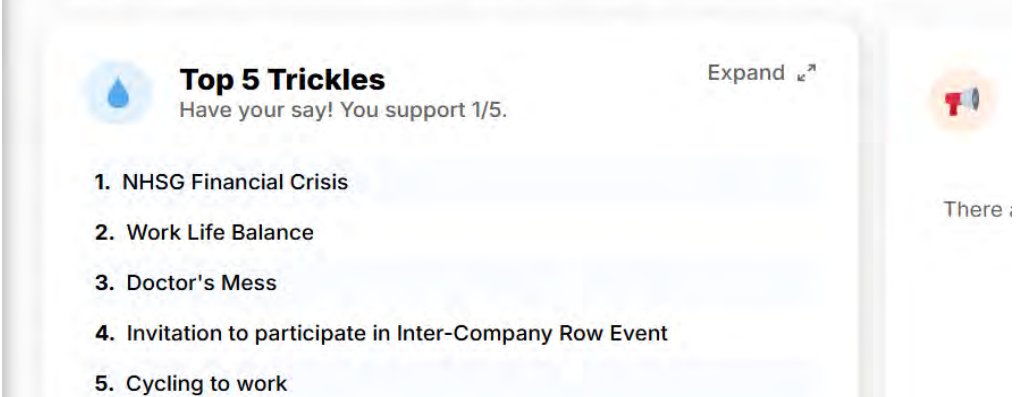 Top 5 Trickles
Expand
Have your say! You support 1/5.
1. NHSG Financial Crisis
2. Work Life Balance
3. Doctor's Mess
4. Invitation to participate in Inter-Company Row Event
5. Cycling to work
There